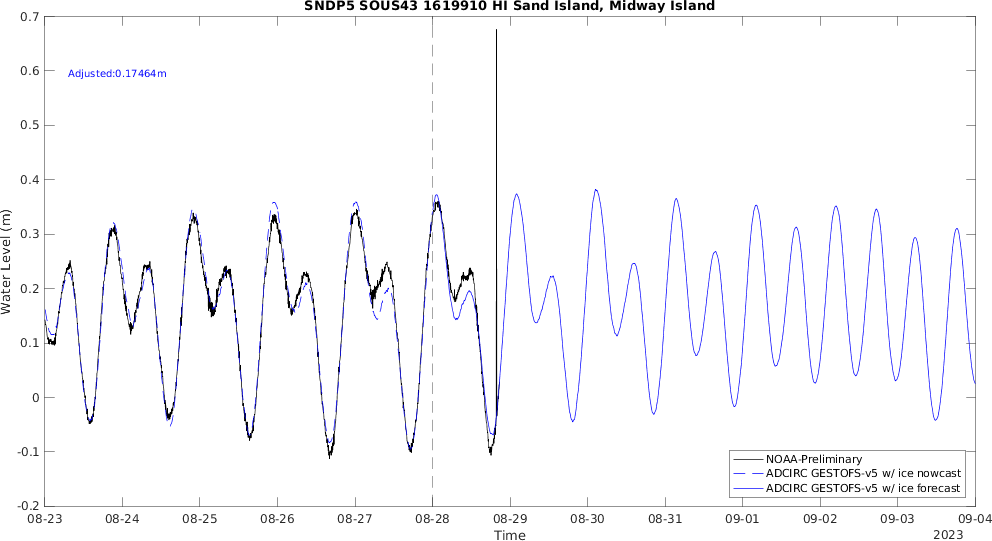 SNDP5 SOUS43 1619910 HI Sand Island, Midway Island
0.7
0.6
0.5
0.4
0.3
0.2
0.1
0
-0.1
-0.2
Water Level (m)
Adjusted:0.17464m
NOAA-Preliminary
ADCIRC GESTOFS-v5 w/ ice nowcast
ADCIRC GESTOFS-v5 w/ ice forecast
08-23 08-24 08-25 08-26 08-27 08-28 08-29 08-30 08-31 09-01 09-02 09-03 09-04
Time
2023